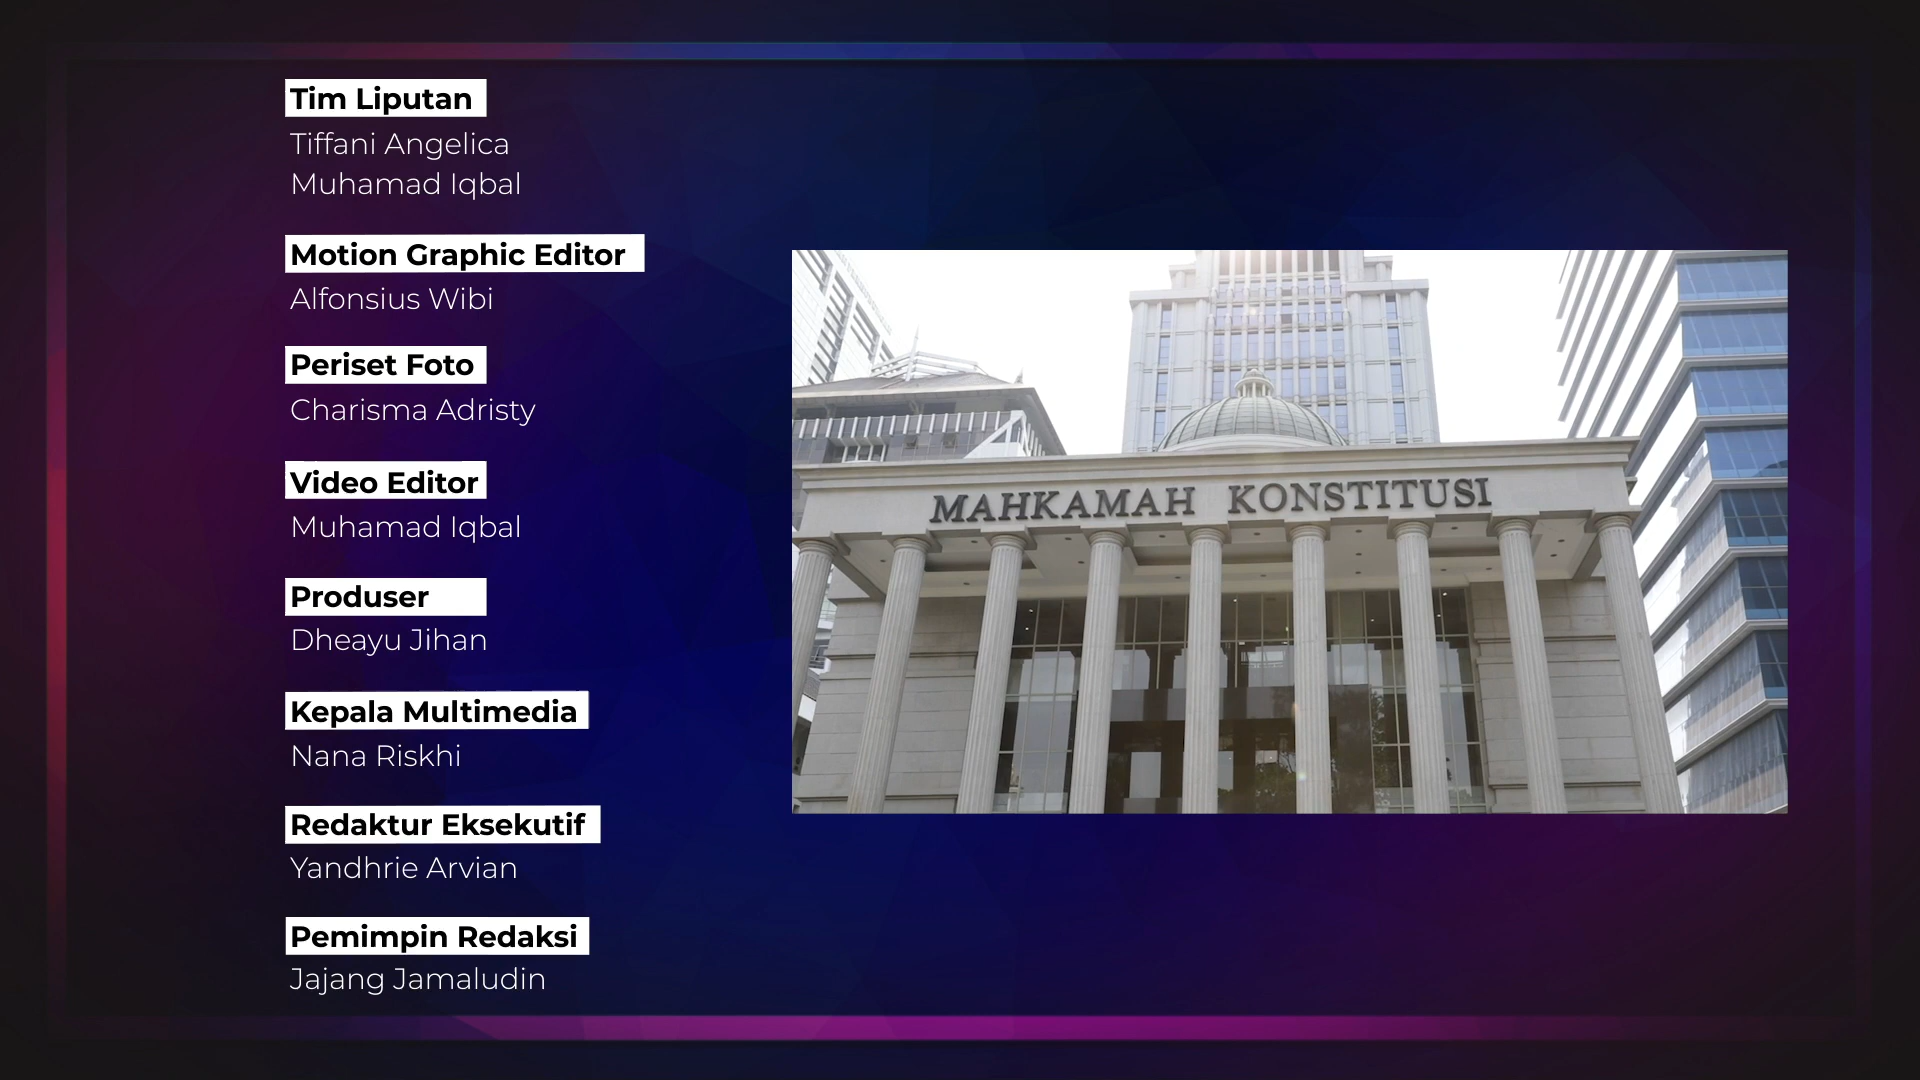 Tim Liputan
Tiffani Angelica
Muhamad Iqbal
Motion Graphic Editor
Alfonsius Wibi
Periset Foto
Charisma Adristy
Video Editor
Muhamad Iqbal
Produser
Dheayu Jihan
Kepala Multimedia
Nana Riskhi
Redaktur Eksekutif
Yandhrie Arvian
Pemimpin Redaksi
Jajang Jamaludin
MAHKAMAH KONSTITUSI